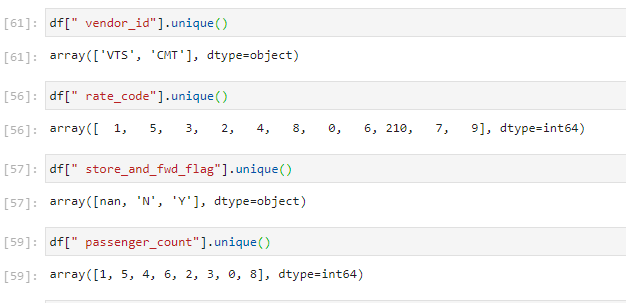 [61]: df[" vendor_id"].unique()
[61]: array(['VTS', 'CMT'], dtype=object)
[56]: df[" rate_code"].unique()
[56]: array([  1,   5,   3,   2,   4,   8,   0,   6, 210,   7,   9], dtype=int64)
[57]: df[" store_and_fwd_flag"].unique()
[57]: array([nan, 'N', 'Y'], dtype=object)
[59]: df[" passenger_count"].unique()
[59]: array([1, 5, 4, 6, 2, 3, 0, 8], dtype=int64)